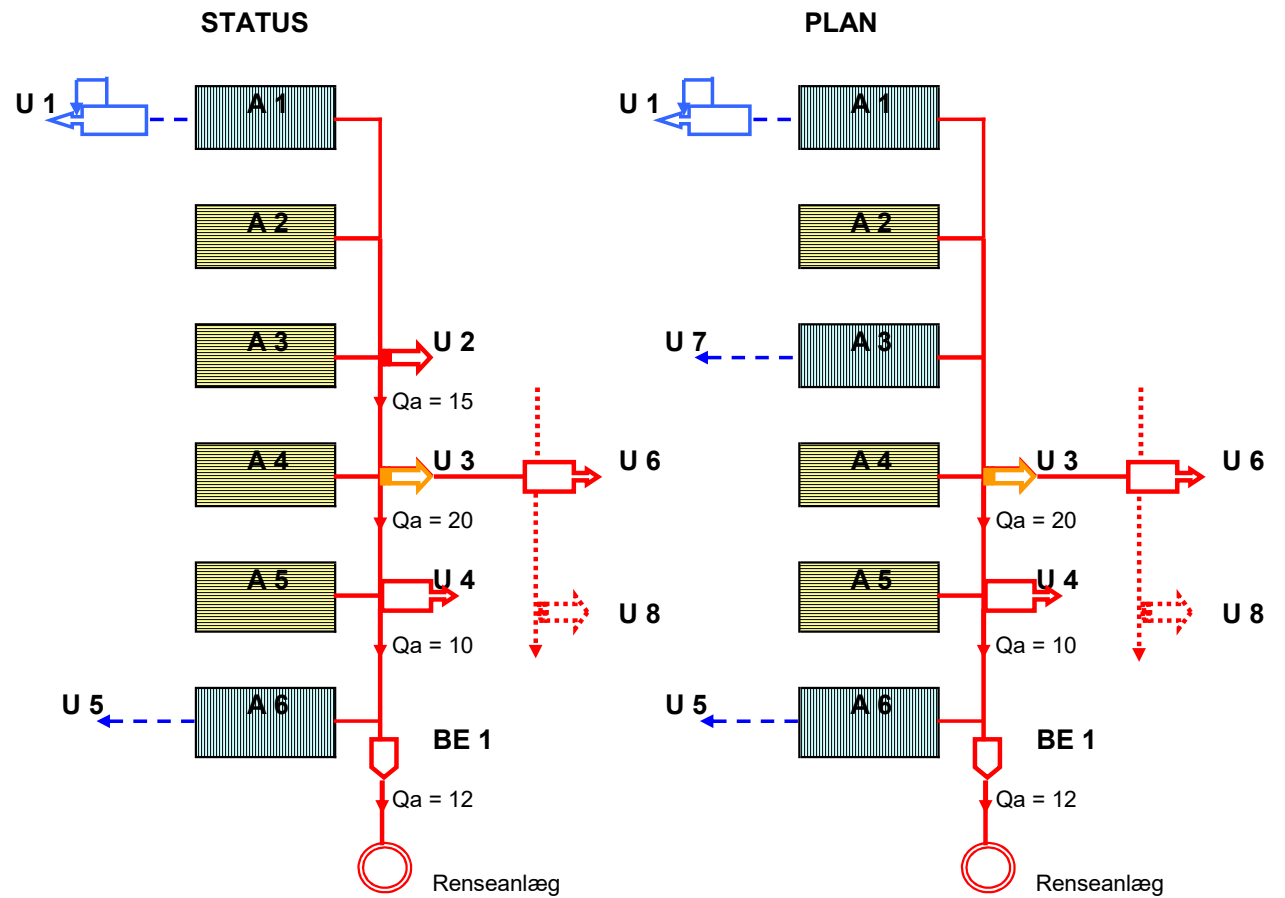 STATUS
U 1
A 1
A 2
A 3
U 2
Qa = 15
A 4
U 3
U 6
Qa = 20
A 5
U 4
U 8
Qa = 10
U 5
A 6
BE 1
Qa = 12
Renseanlæg
PLAN
U 1
A 1
A 2
U 7
A 3
A 4
U 3
U 6
Qa = 20
A 5
U 4
U 8
Qa = 10
U 5
A 6
BE 1
Qa = 12
Renseanlæg